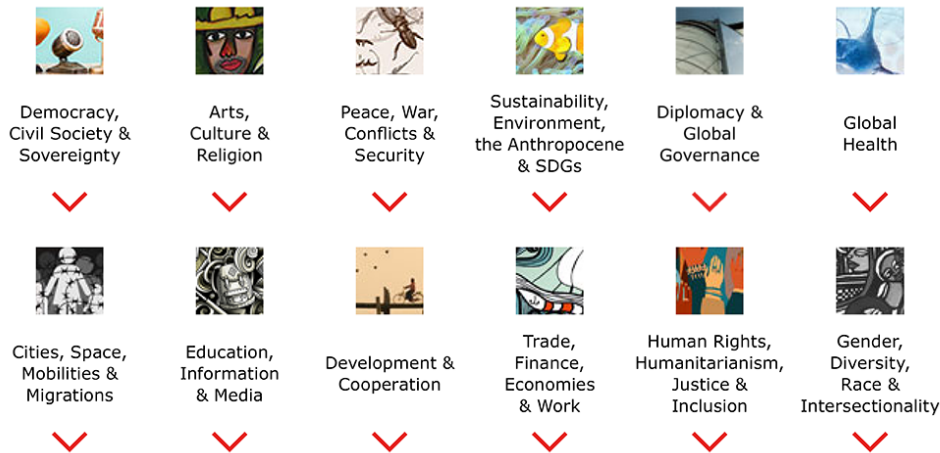 Democracy,
Civil Society &
Sovereignty
Arts,
Culture &
Religion
Peace, War,
Conflicts &
Security
Sustainability,
Environment,
the Anthropocene
& SDGs
Diplomacy &
Global
Governance
Global
Health
Cities, Space,
Mobilities &
Migrations
Education,
Information
& Media
Development &
Cooperation
Trade,
Finance,
Economies
& Work
Human Rights,
Humanitarianism,
Justice &
Inclusion
Gender,
Diversity,
Race &
Intersectionality